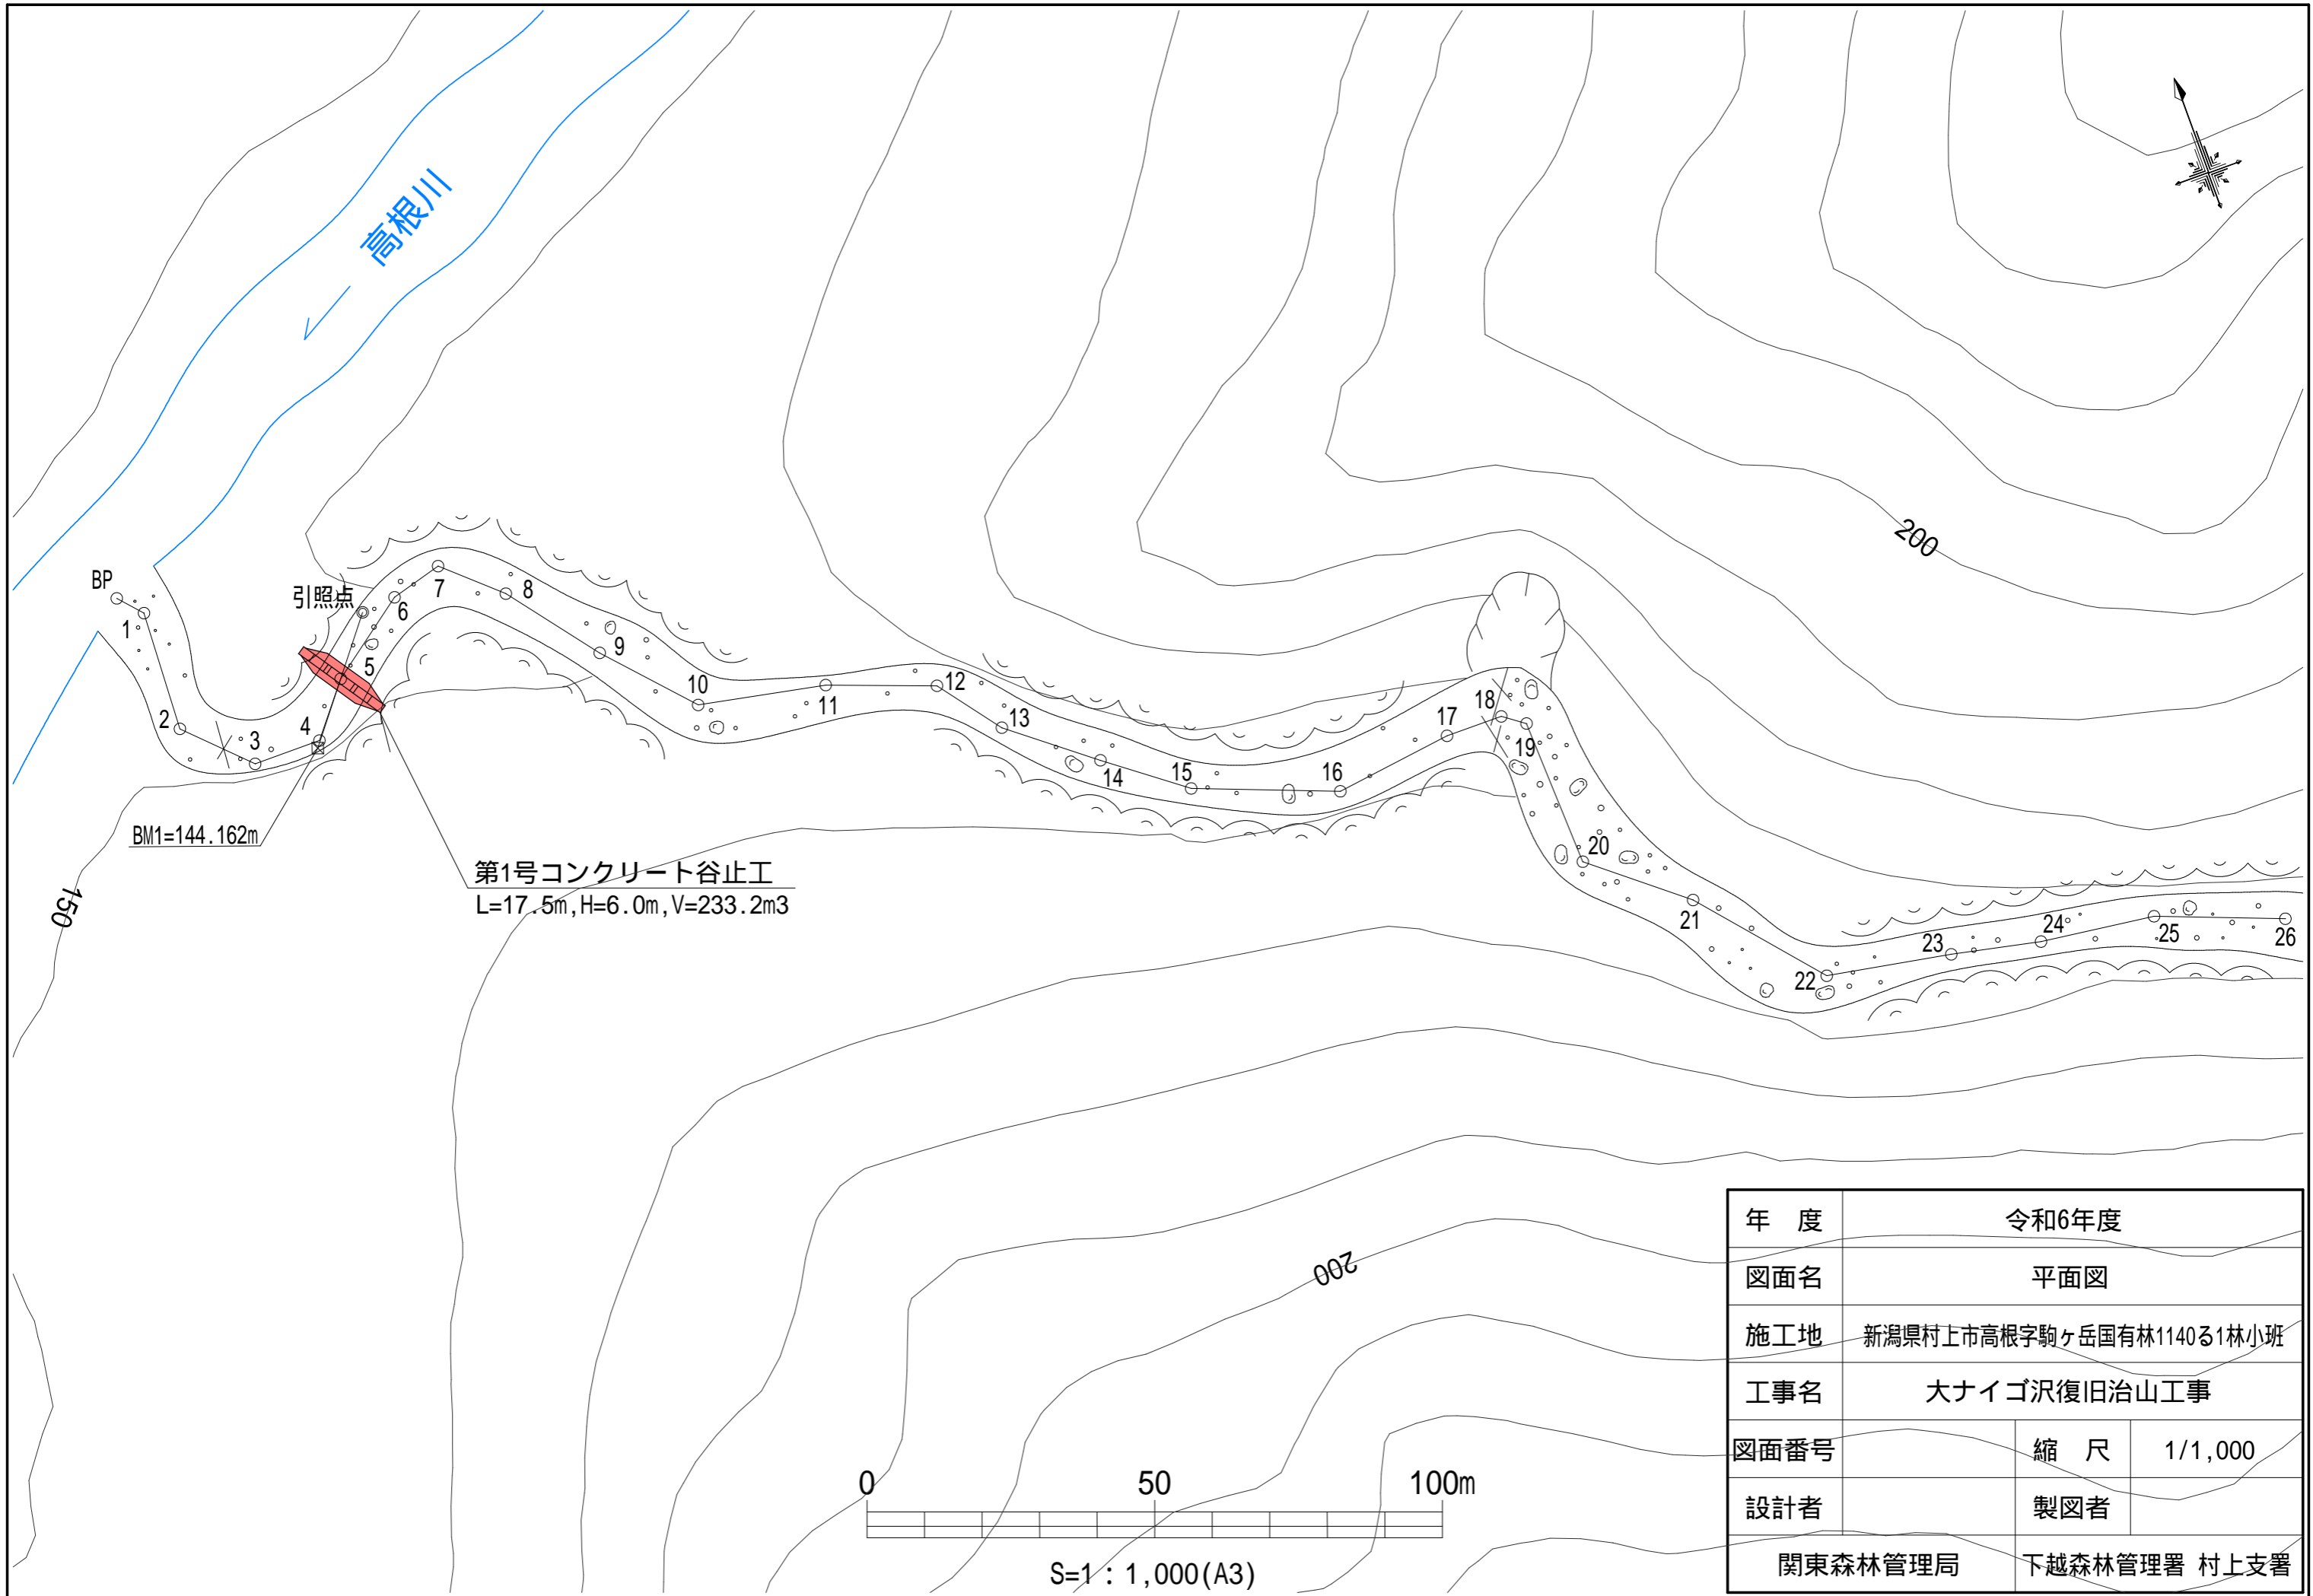 高根川
BP
1
2
3
4
5
6
7
8
9
10
11
12
13
14
15
16
17
18
19
20
21
22
23
24
25
26
引照点
BM1=144.162m
第1号コンクリート谷止工
L=17.5m,H=6.0m,V=233.2m3
150
200
200
0 50 100m
S=1：1,000(A3)
年 度 令和6年度
図面名 平面図
施工地 新潟県村上市高根字駒ヶ岳国有林1140る1林小班
工事名 大ナイゴ沢復旧治山工事
図面番号 縮 尺 1/1,000
設計者 製図者
関東森林管理局 下越森林管理署 村上支署